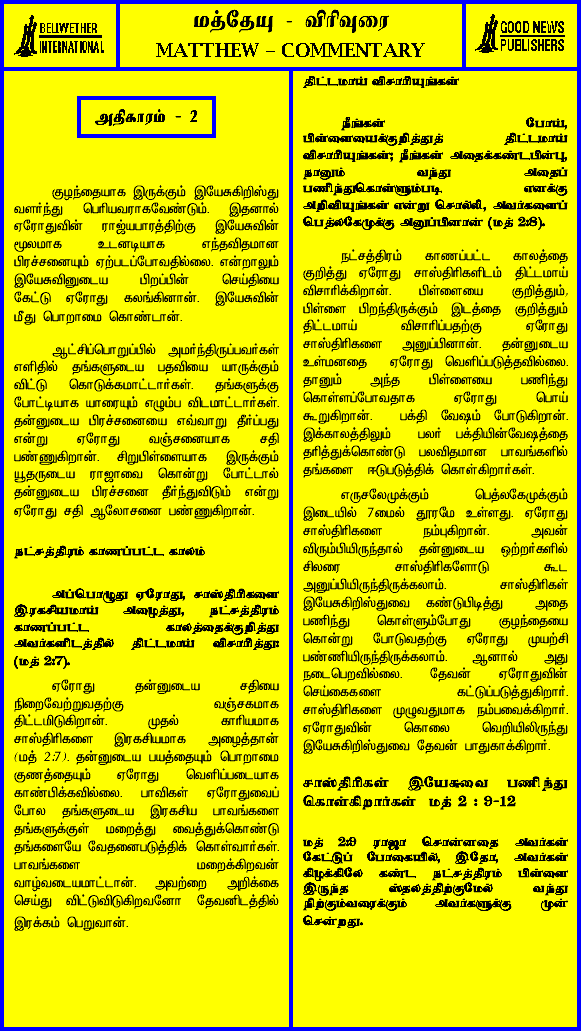 BELLWETHER
INTERNATIONAL
மத்தேயு - விரிவுரை
MATTHEW – COMMENTARY
GOOD NEWS
PUBLISHERS
அதிகாரம் - 2
குழந்தையாக இருக்கும் இயேசுகிறிஸ்து
வளர்ந்து பெரியவராகவேண்டும். இதனால்
ஏரோதுவின் ராஜ்யபாரத்திற்கு இயேசுவின்
மூலமாக உடனடியாக எந்தவிதமான
பிரச்சனையும் ஏற்படப்போவதில்லை. என்றாலும்
இயேசுவினுடைய பிறப்பின் செய்தியை
கேட்டு ஏரோது கலங்கினான். இயேசுவின்
மீது பொறாமை கொண்டான்.
ஆட்சிப்பொறுப்பில் அமர்ந்திருப்பவர்கள்
எளிதில் தங்களுடைய பதவியை யாருக்கும்
விட்டு கொடுக்கமாட்டார்கள். தங்களுக்கு
போட்டியாக யாரையும் எழும்ப விடமாட்டார்கள்.
தன்னுடைய பிரச்சனையை எவ்வாறு தீர்ப்பது
என்று ஏரோது வஞ்சனையாக சதி
பண்ணுகிறான். சிறுபிள்ளையாக இருக்கும்
யூதருடைய ராஜாவை கொன்று போட்டால்
தன்னுடைய பிரச்சனை தீர்ந்துவிடும் என்று
ஏரோது சதி ஆலோசனை பண்ணுகிறான்.
நட்சத்திரம் காணப்பட்ட காலம்
அப்பொழுது ஏரோது, சாஸ்திரிகளை
இரகசியமாய் அழைத்து, நட்சத்திரம்
காணப்பட்ட காலத்தைக்குறித்து
அவர்களிடத்தில் திட்டமாய் விசாரித்து:
(மத் 2:7).
ஏரோது தன்னுடைய சதியை
நிறைவேற்றுவதற்கு வஞ்சகமாக
திட்டமிடுகிறான். முதல் காரியமாக
சாஸ்திரிகளை இரகசியமாக அழைத்தான்
(மத் 2:7). தன்னுடைய பயத்தையும் பொறாமை
குணத்தையும் ஏரோது வெளிப்படையாக
காண்பிக்கவில்லை. பாவிகள் ஏரோதுவைப்
போல தங்களுடைய இரகசிய பாவங்களை
தங்களுக்குள் மறைத்து வைத்துக்கொண்டு
தங்களையே வேதனைபடுத்திக் கொள்வார்கள்.
பாவங்களை மறைக்கிறவன்
வாழ்வடையமாட்டான். அவற்றை அறிக்கை
செய்து விட்டுவிடுகிறவனோ தேவனிடத்தில்
இரக்கம் பெறுவான்.
திட்டமாய் விசாரியுங்கள்
நீங்கள் போய்,
பிள்ளையைக்குறித்துத் திட்டமாய்
விசாரியுங்கள்; நீங்கள் அதைக்கண்டபின்பு,
நானும் வந்து அதைப்
பணிந்துகொள்ளும்படி எனக்கு
அறிவியுங்கள் என்று சொல்லி, அவர்களைப்
பெத்லகேமுக்கு அனுப்பினான் (மத் 2:8).
நட்சத்திரம் காணப்பட்ட காலத்தை
குறித்து ஏரோது சாஸ்திரிகளிடம் திட்டமாய்
விசாரிக்கிறான். பிள்ளையை குறித்தும்,
பிள்ளை பிறந்திருக்கும் இடத்தை குறித்தும்
திட்டமாய் விசாரிப்பதற்கு ஏரோது
சாஸ்திரிகளை அனுப்பினான். தன்னுடைய
உள்மனதை ஏரோது வெளிப்படுத்தவில்லை.
தானும் அந்த பிள்ளையை பணிந்து
கொள்ளப்போவதாக ஏரோது பொய்
கூறுகிறான். பக்தி வேஷம் போடுகிறான்.
இக்காலத்திலும் பலர் பக்தியின்வேஷத்தை
தரித்துக்கொண்டு பலவிதமான பாவங்களில்
தங்களை ஈடுபடுத்திக் கொள்கிறார்கள்.
எருசலேமுக்கும் பெத்லகேமுக்கும்
இடையில் 7மைல் தூரமே உள்ளது. ஏரோது
சாஸ்திரிகளை நம்புகிறான். அவன்
விரும்பியிருந்தால் தன்னுடைய ஒற்றர்களில்
சிலரை சாஸ்திரிகளோடு கூட
அனுப்பியிருந்திருக்கலாம். சாஸ்திரிகள்
இயேசுகிறிஸ்துவை கண்டுபிடித்து அதை
பணிந்து கொள்ளும்போது குழந்தையை
கொன்று போடுவதற்கு ஏரோது முயற்சி
பண்ணியிருந்திருக்கலாம். ஆனால் அது
நடைபெறவில்லை. தேவன் ஏரோதுவின்
செய்கைகளை கட்டுப்படுத்துகிறார்.
சாஸ்திரிகளை முழுவதுமாக நம்பவைக்கிறார்.
ஏரோதுவின் கொலை வெறியிலிருந்து
இயேசுகிறிஸ்துவை தேவன் பாதுகாக்கிறார்.
சாஸ்திரிகள் இயேசுவை பணிந்து
கொள்கிறார்கள் மத் 2 : 9-12
மத் 2:9 ராஜா சொன்னதை அவர்கள்
கேட்டுப் போகையில், இதோ, அவர்கள்
கிழக்கிலே கண்ட நட்சத்திரம் பிள்ளை
இருந்த ஸ்தலத்திற்குமேல் வந்து
நிற்கும்வரைக்கும் அவர்களுக்கு முன்
சென்றது.